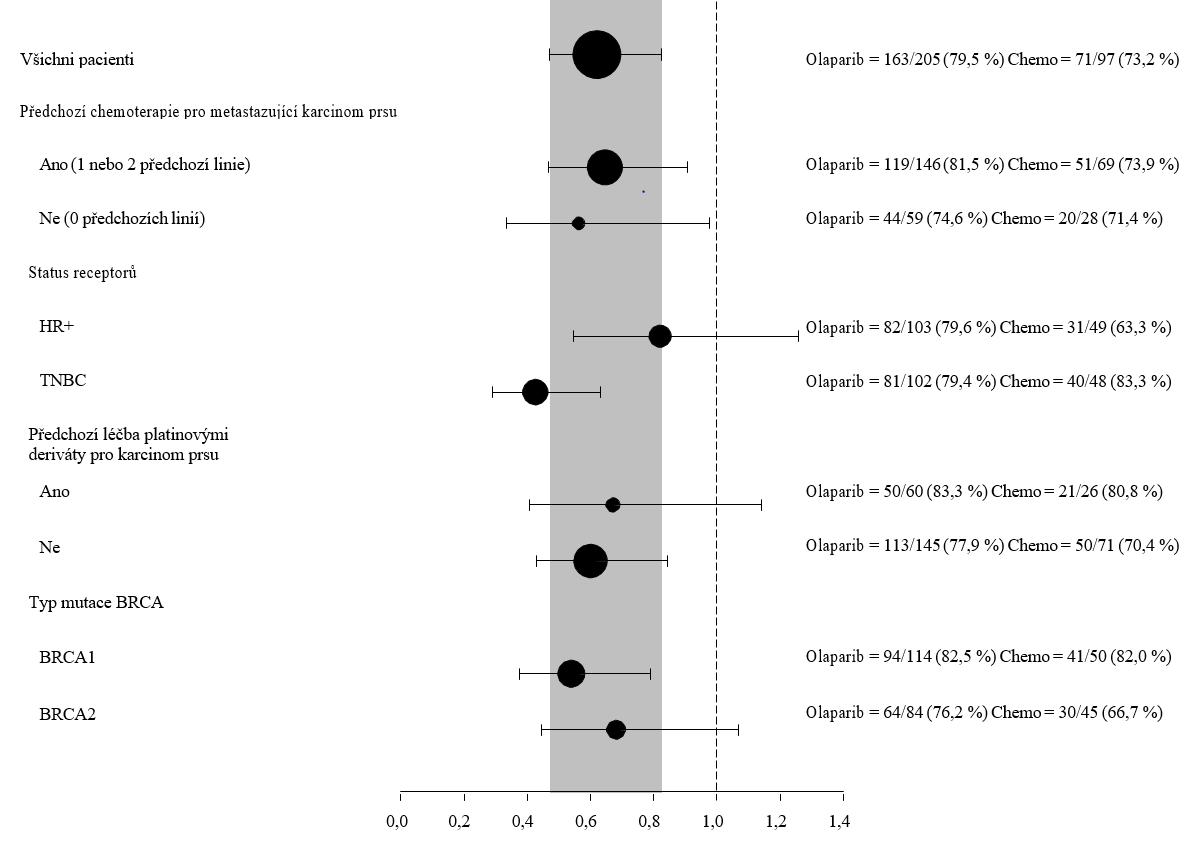 Všichni pacienti
Olaparib = 163/205 (79,5 %) Chemo = 71/97 (73,2 %)
Předchozí chemoterapie pro metastazující karcinom prsu
Ano (1 nebo 2 předchozí linie)
Olaparib = 119/146 (81,5 %) Chemo = 51/69 (73,9 %)
Ne (0 předchozích linií)
Olaparib = 44/59 (74,6 %) Chemo = 20/28 (71,4 %)
Status receptorů
HR+
Olaparib = 82/103 (79,6 %) Chemo = 31/49 (63,3 %)
TNBC
Olaparib = 81/102 (79,4 %) Chemo = 40/48 (83,3 %)
Předchozí léčba platinovými
deriváty pro karcinom prsu
Ano
Olaparib = 50/60 (83,3 %) Chemo = 21/26 (80,8 %)
Ne
Olaparib = 113/145 (77,9 %) Chemo = 50/71 (70,4 %)
Typ mutace BRCA
BRCA1
Olaparib = 94/114 (82,5 %) Chemo = 41/50 (82,0 %)
BRCA2
Olaparib = 64/84 (76,2 %) Chemo = 30/45 (66,7 %)
0,0 0,2 0,4 0,6 0,8 1,0 1,2 1,4